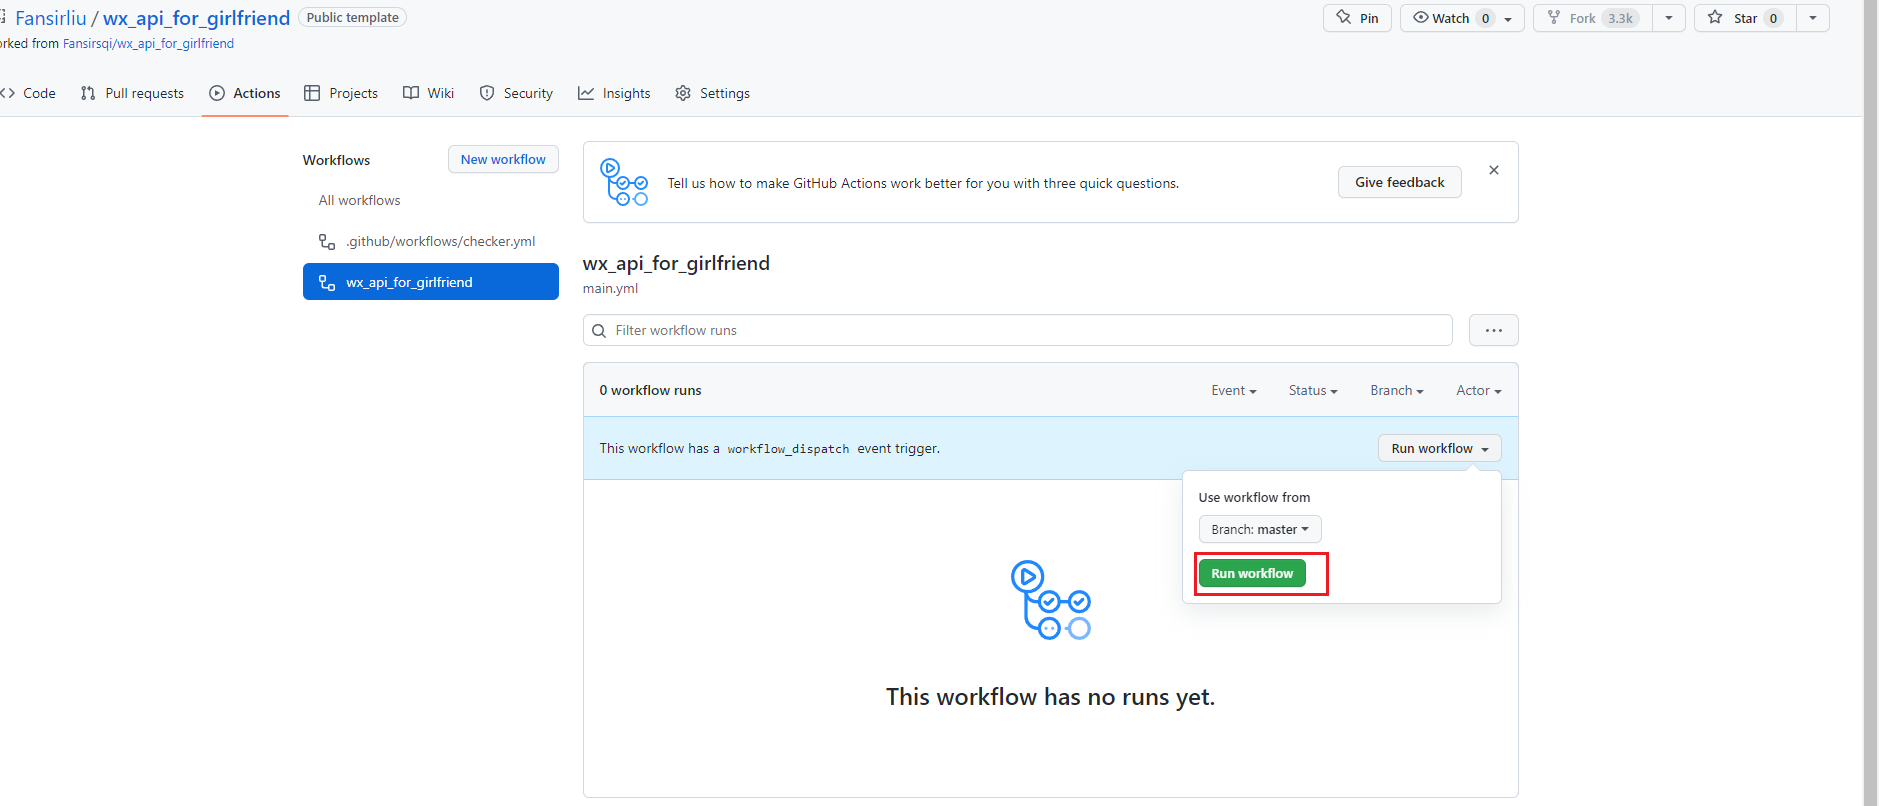 Fansirliu / wx_api_for_girlfriend Public template
Pin Watch 0 Fork 3.3k Star 0
orked from Fansirsqi/wx_api_for_girlfriend
<> Code Pull requests Actions Projects Wiki Security Insights Settings
Workflows New workflow
All workflows
.github/workflows/checker.yml
wx_api_for_girlfriend
Tell us how to make GitHub Actions work better for you with three quick questions. Give feedback
wx_api_for_girlfriend
main.yml
Filter workflow runs
0 workflow runs Event Status Branch Actor
This workflow has a workflow_dispatch event trigger. Run workflow
Use workflow from
Branch: master
Run workflow
This workflow has no runs yet.